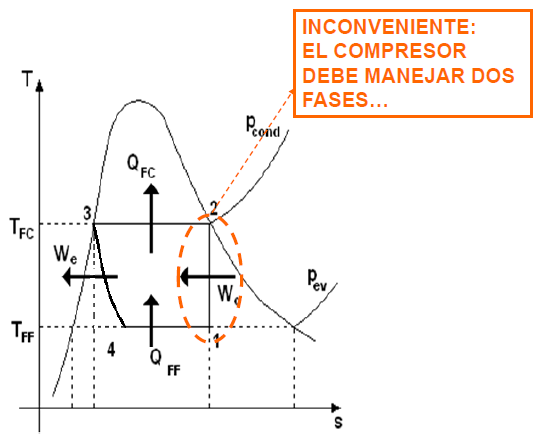 INCONVENIENTE:
EL COMPRESOR
DEBE MANEJAR DOS
FASES...
T
p cond
Q FC
3
2
T FC
W e
W c
p ev
T FF
4
Q FF
1
s